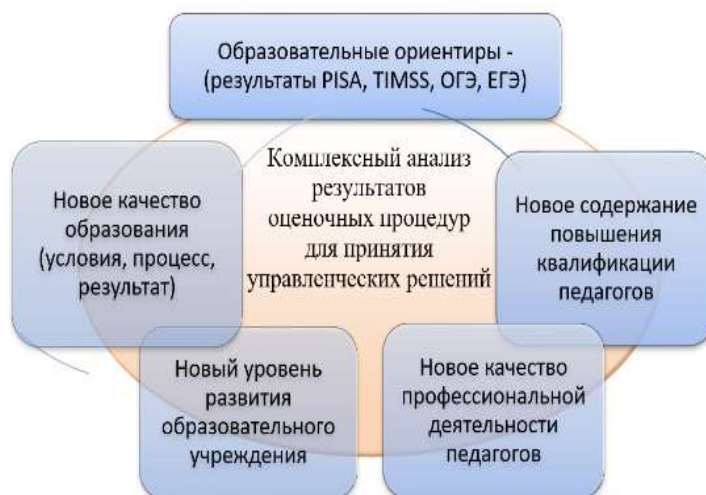 Образовательные ориентиры -
(результаты PISA, TIMSS, ОГЭ, ЕГЭ)
Комплексный анализ
результатов
оценочных процедур
для принятия
управленческих решений
Новое качество
образования
(условия, процесс,
результат)
Новое содержание
повышения
квалификации
педагогов
Новый уровень
развития
образовательного
учреждения
Новое качество
профессиональной
деятельности
педагогов